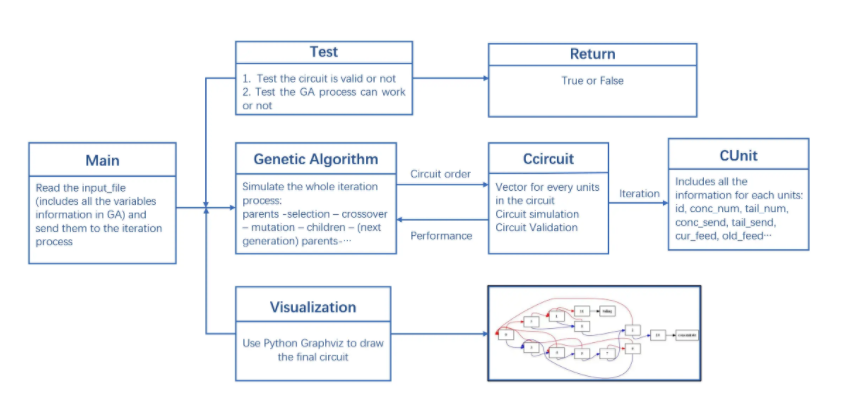 Test
1. Test the circuit is valid or not
2. Test the GA process can work
or not
Return
True or False
Main
Read the input_file
(includes all the variables
information in GA) and
send them to the iteration
process
Genetic Algorithm
Simulate the whole iteration
process:
parents -selection – crossover
– mutation – children – (next
generation) parents-···
Circuit order
Performance
Ccircuit
Vector for every units
in the circuit
Circuit simulation
Circuit Validation
Iteration
CUnit
Includes all the
information for each units:
id, conc_num, tail_num,
conc_send, tail_send,
cur_feed, old_feed···
Visualization
Use Python Graphviz to draw
the final circuit